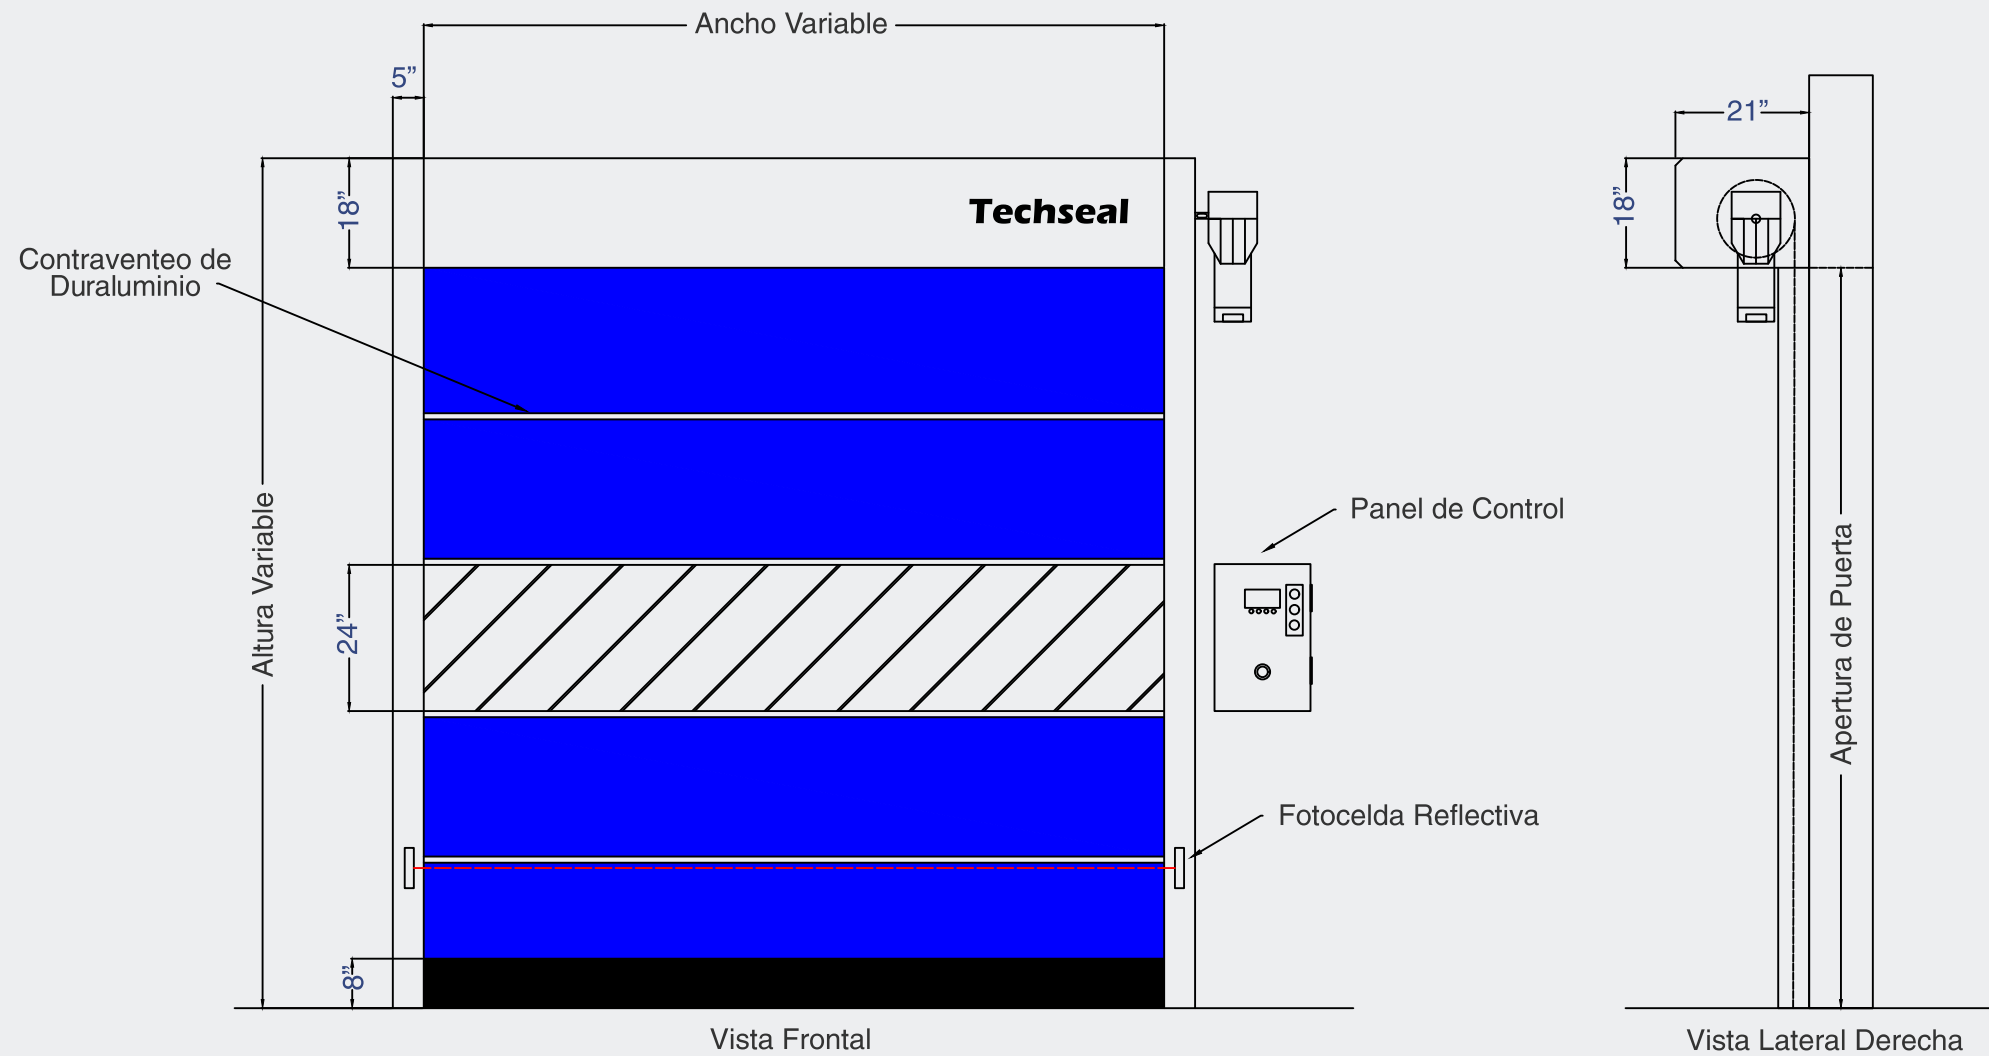 Ancho Variable
5”
21”
18”
18”
Techseal
Contraventeo de
Duraluminio
Altura Variable
Panel de Control
24”
Apertura de Puerta
Fotocelda Reflectiva
8”
Vista Frontal
Vista Lateral Derecha